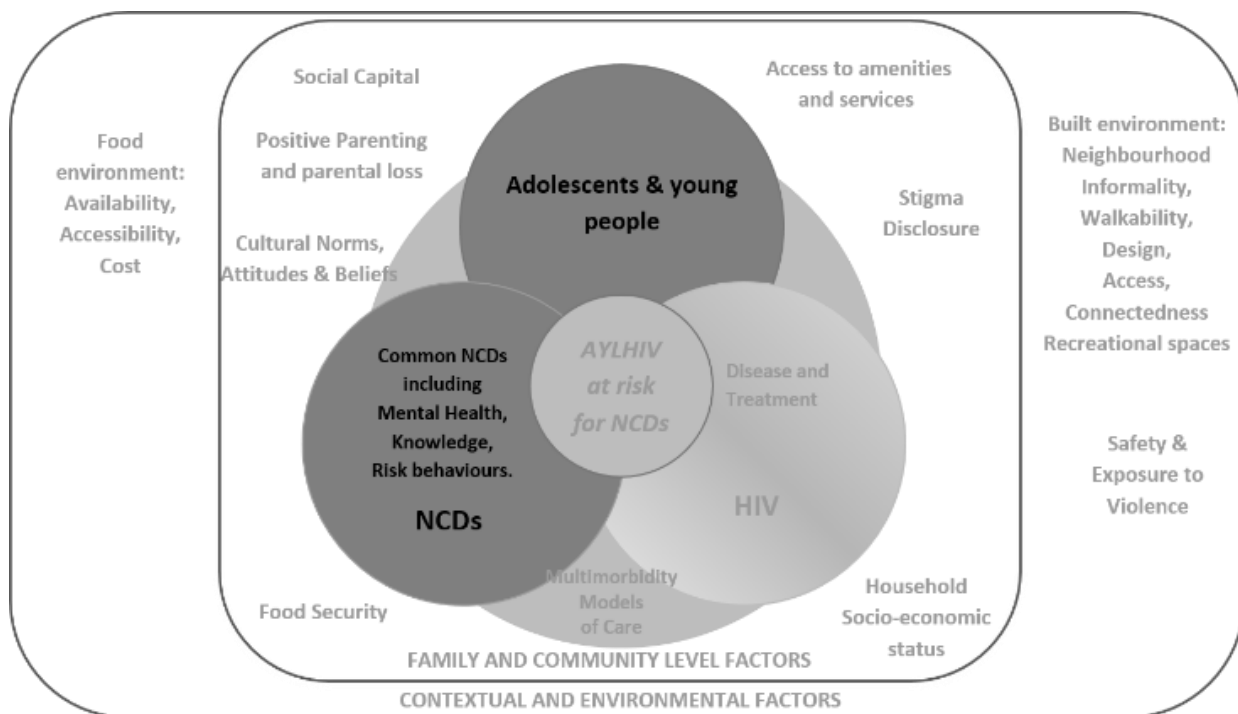 Social Capital
Access to amenities
and services
Food
environment:
Availability,
Accessibility,
Cost
Positive Parenting
and parental loss
Cultural Norms,
Attitudes & Beliefs
Adolescents & young
people
Stigma
Disclosure
Built environment:
Neighbourhood
Informality,
Walkability,
Design,
Access,
Connectedness
Recreational spaces
Common NCDs
including
Mental Health,
Knowledge,
Risk behaviours.
NCDs
AYLHIV
at risk
for NCDs
Disease and
Treatment
HIV
Safety &
Exposure to
Violence
Food Security
Multimorbidity
Models
of Care
Household
Socio-economic
status
FAMILY AND COMMUNITY LEVEL FACTORS
CONTEXTUAL AND ENVIRONMENTAL FACTORS